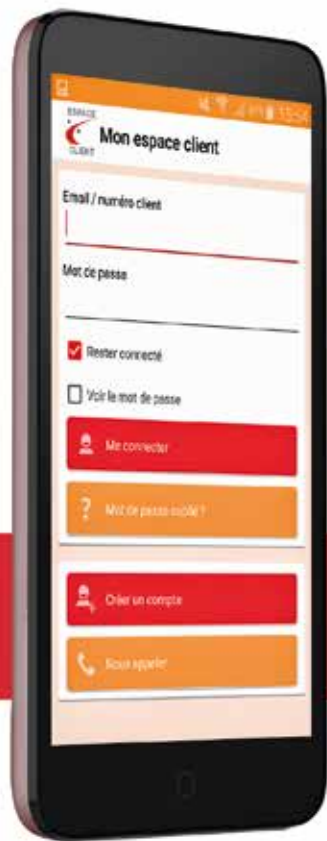 ESPACE
CLIENT
Mon espace client
Email / numéro client
Mot de passe
Rester connecté
Voir le mot de passe
Me connecter
? Mot de passe oublié ?
Créer un compte
Nous appeler